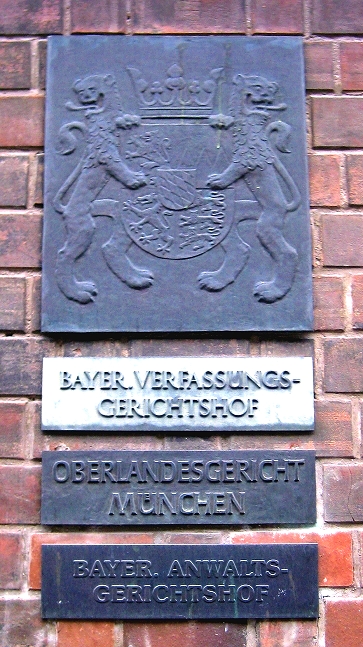 BAYER. VERFASSUNGS-
GERICHTSHOF
OBERLANDESGERICHT
MÜNCHEN
BAYER. ANWALTS-
GERICHTSHOF